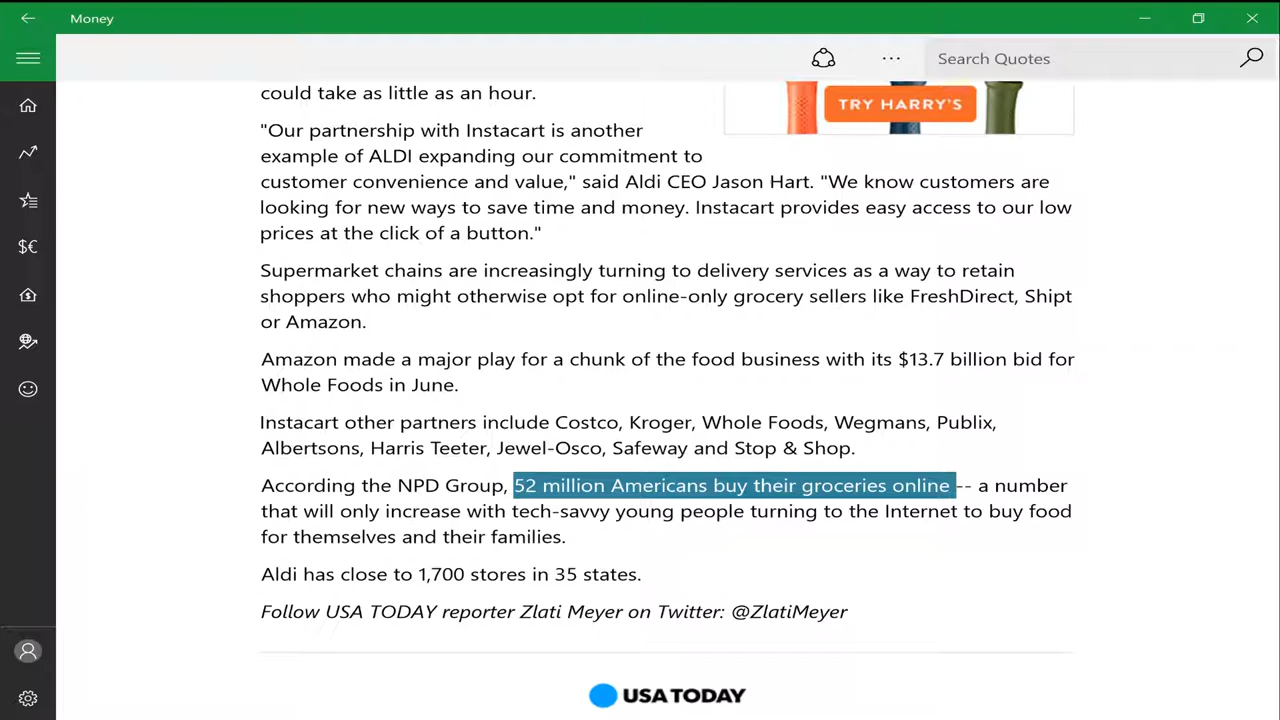 Money
Search Quotes
could take as little as an hour.
TRY HARRY'S
"Our partnership with Instacart is another
example of ALDI expanding our commitment to
customer convenience and value," said Aldi CEO Jason Hart. "We know customers are
looking for new ways to save time and money. Instacart provides easy access to our low
prices at the click of a button."
Supermarket chains are increasingly turning to delivery services as a way to retain
shoppers who might otherwise opt for online-only grocery sellers like FreshDirect, Shipt
or Amazon.
Amazon made a major play for a chunk of the food business with its $13.7 billion bid for
Whole Foods in June.
Instacart other partners include Costco, Kroger, Whole Foods, Wegmans, Publix,
Albertsons, Harris Teeter, Jewel-Osco, Safeway and Stop & Shop.
According the NPD Group, 52 million Americans buy their groceries online -- a number
that will only increase with tech-savvy young people turning to the Internet to buy food
for themselves and their families.
Aldi has close to 1,700 stores in 35 states.
Follow USA TODAY reporter Zlati Meyer on Twitter: @ZlatiMeyer
USA TODAY